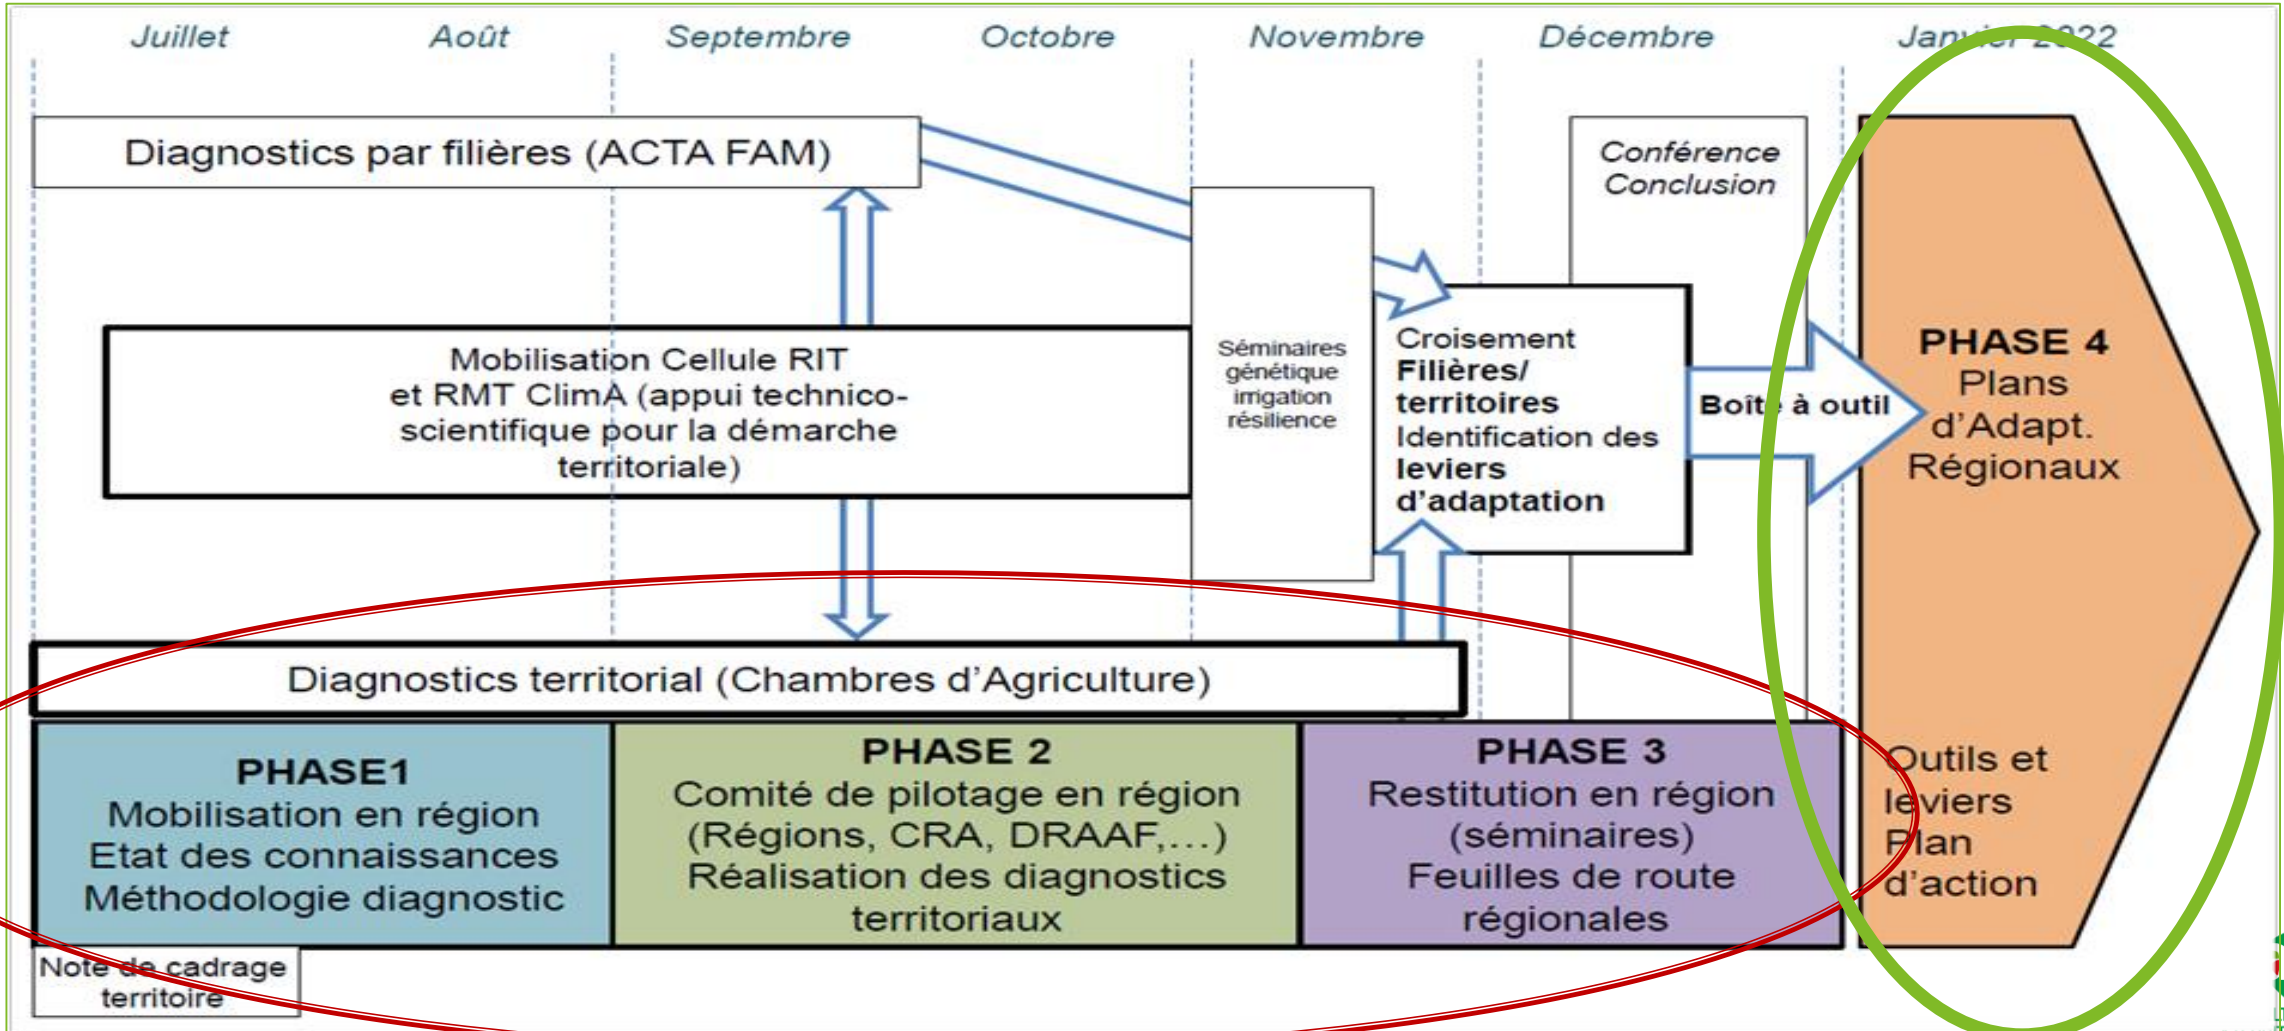 Juillet
Août
Septembre
Octobre
Novembre
Décembre
Janvier 2022
Diagnostics par filières (ACTA FAM)
Conférence
Conclusion
Mobilisation Cellule RIT
et RMT ClimA (appui technico-
scientifique pour la démarche
territoriale)
Séminaires
génétique
irrigation
résilience
Croisement
Filières/
territoires
Identification des
leviers
d'adaptation
Boîte à outil
PHASE 4
Plans
d'Adapt.
Régionaux
Outils et
leviers
Plan
d'action
Diagnostics territorial (Chambres d'Agriculture)
PHASE1
Mobilisation en région
Etat des connaissances
Méthodologie diagnostic
PHASE 2
Comité de pilotage en région
(Régions, CRA, DRAAF,...)
Réalisation des diagnostics
territoriaux
PHASE 3
Restitution en région
(séminaires)
Feuilles de route
régionales
Note de cadrage
territoire